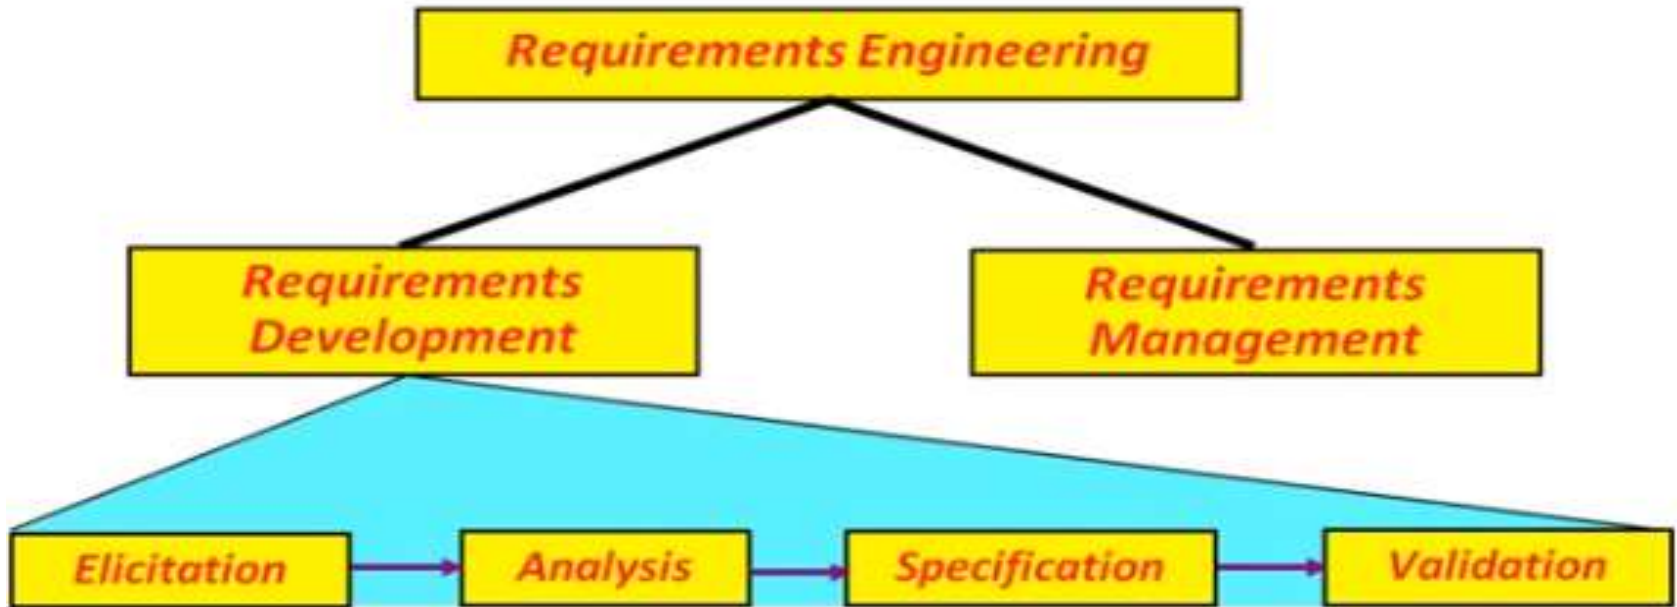 Requirements Engineering
Requirements
Development
Requirements
Management
Elicitation
Analysis
Specification
Validation